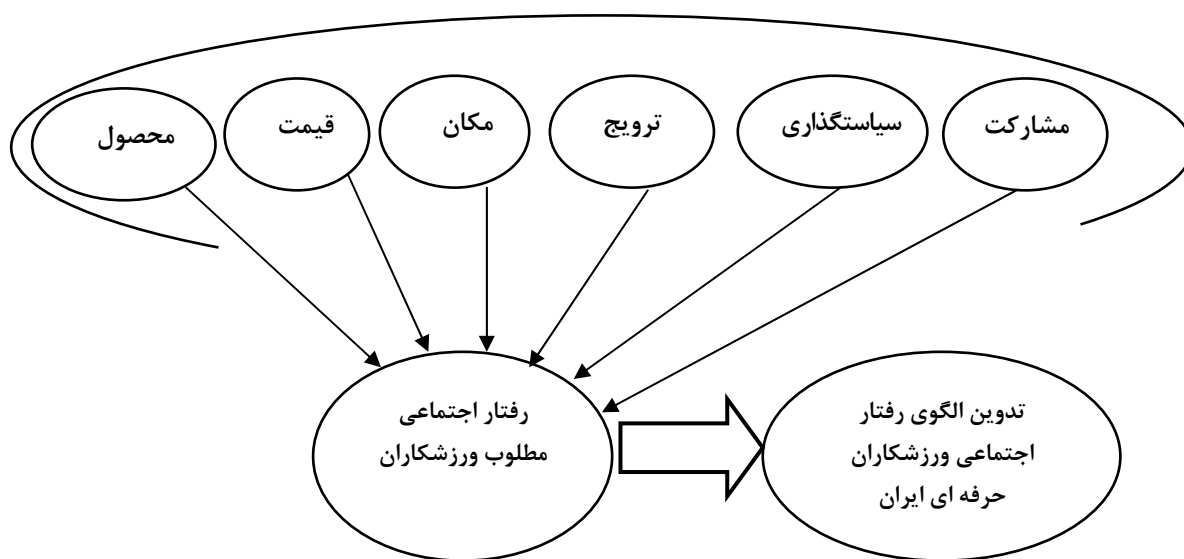 مشارکت
سیاستگذاری
ترویج
مکان
قیمت
محصول
رفتار اجتماعی
مطلوب ورزشکاران
تدوین الگوی رفتار
اجتماعی ورزشکاران
حرفه ای ایران